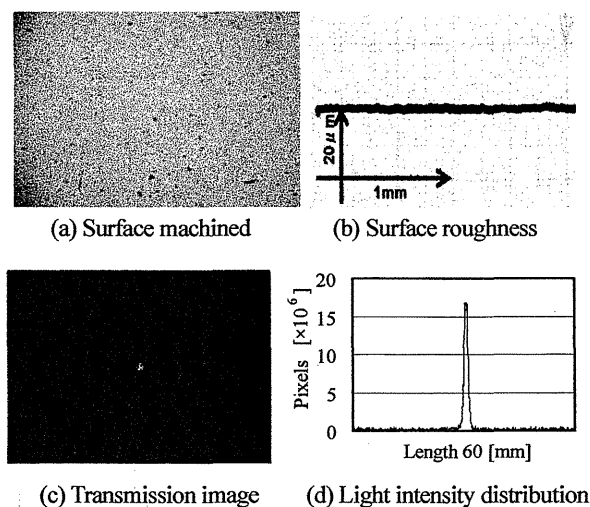 20μm
1mm
(a) Surface machined
(b) Surface roughness
Pixels [×10⁶]
20
15
10
5
0
Length 60 [mm]
(c) Transmission image
(d) Light intensity distribution